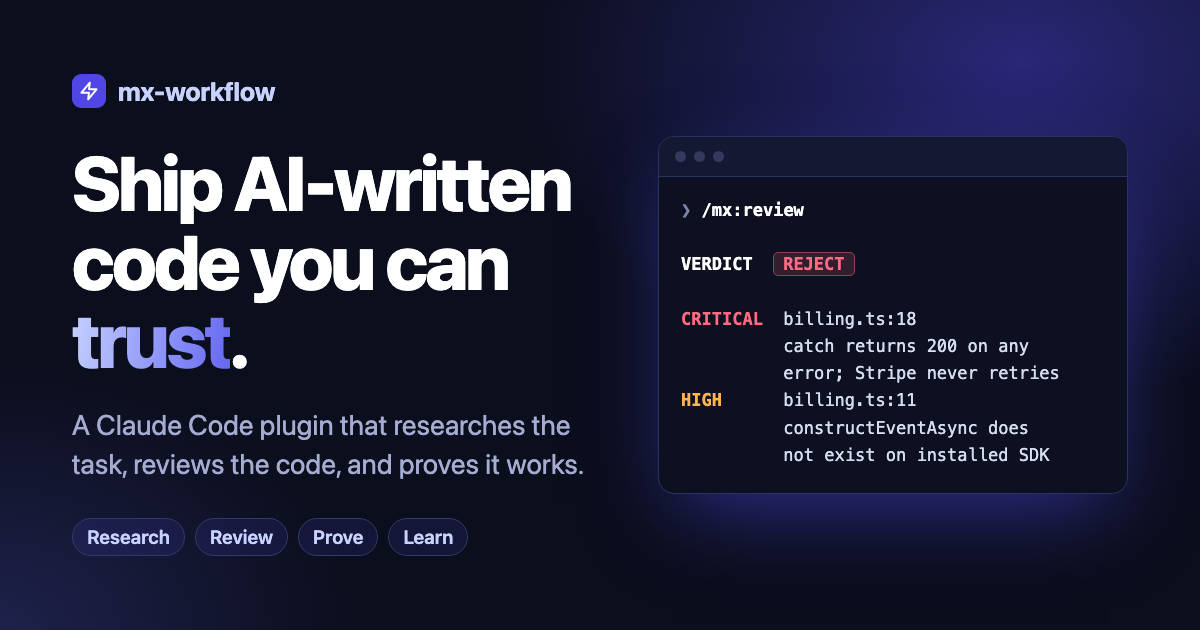 mx-workflow
Ship AI-written
code you can
trust.
A Claude Code plugin that researches the
task, reviews the code, and proves it works.
Research Review Prove Learn
❯ /mx:review
VERDICT REJECT
CRITICAL billing.ts:18
catch returns 200 on any
error; Stripe never retries
HIGH billing.ts:11
constructEventAsync does
not exist on installed SDK